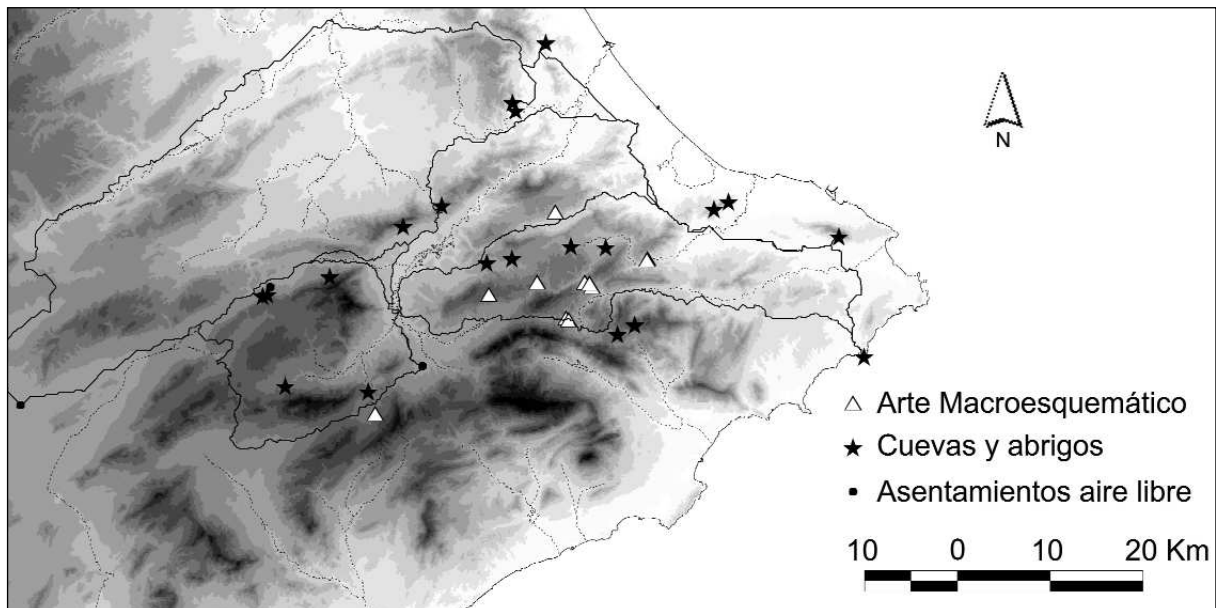 N
Arte Macroesquemático
Cuevas y abrigos
Asentamientos aire libre
10 0 10 20 Km